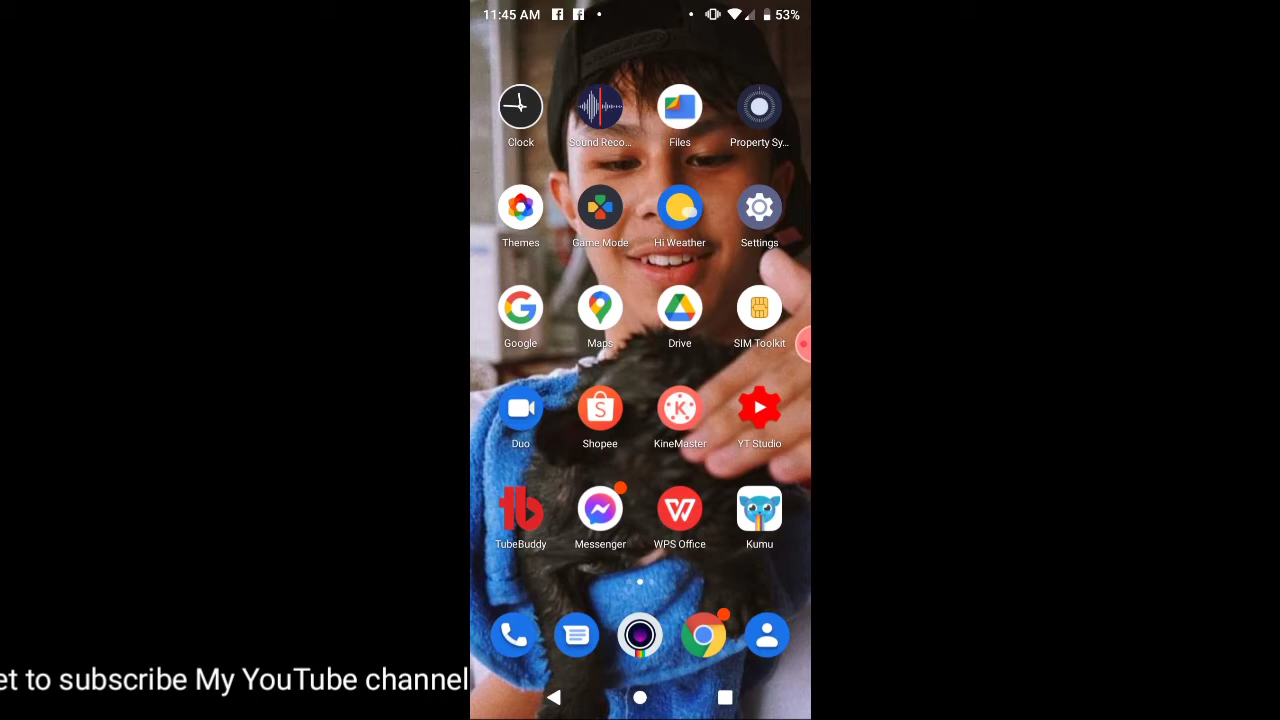 11:45 AM 53%
Clock Sound Reco... Files Property Sy...
Themes Game Mode Hi Weather Settings
Google Maps Drive SIM Toolkit
Duo Shopee KineMaster YT Studio
TubeBuddy Messenger WPS Office Kumu
et to subscribe My YouTube channel